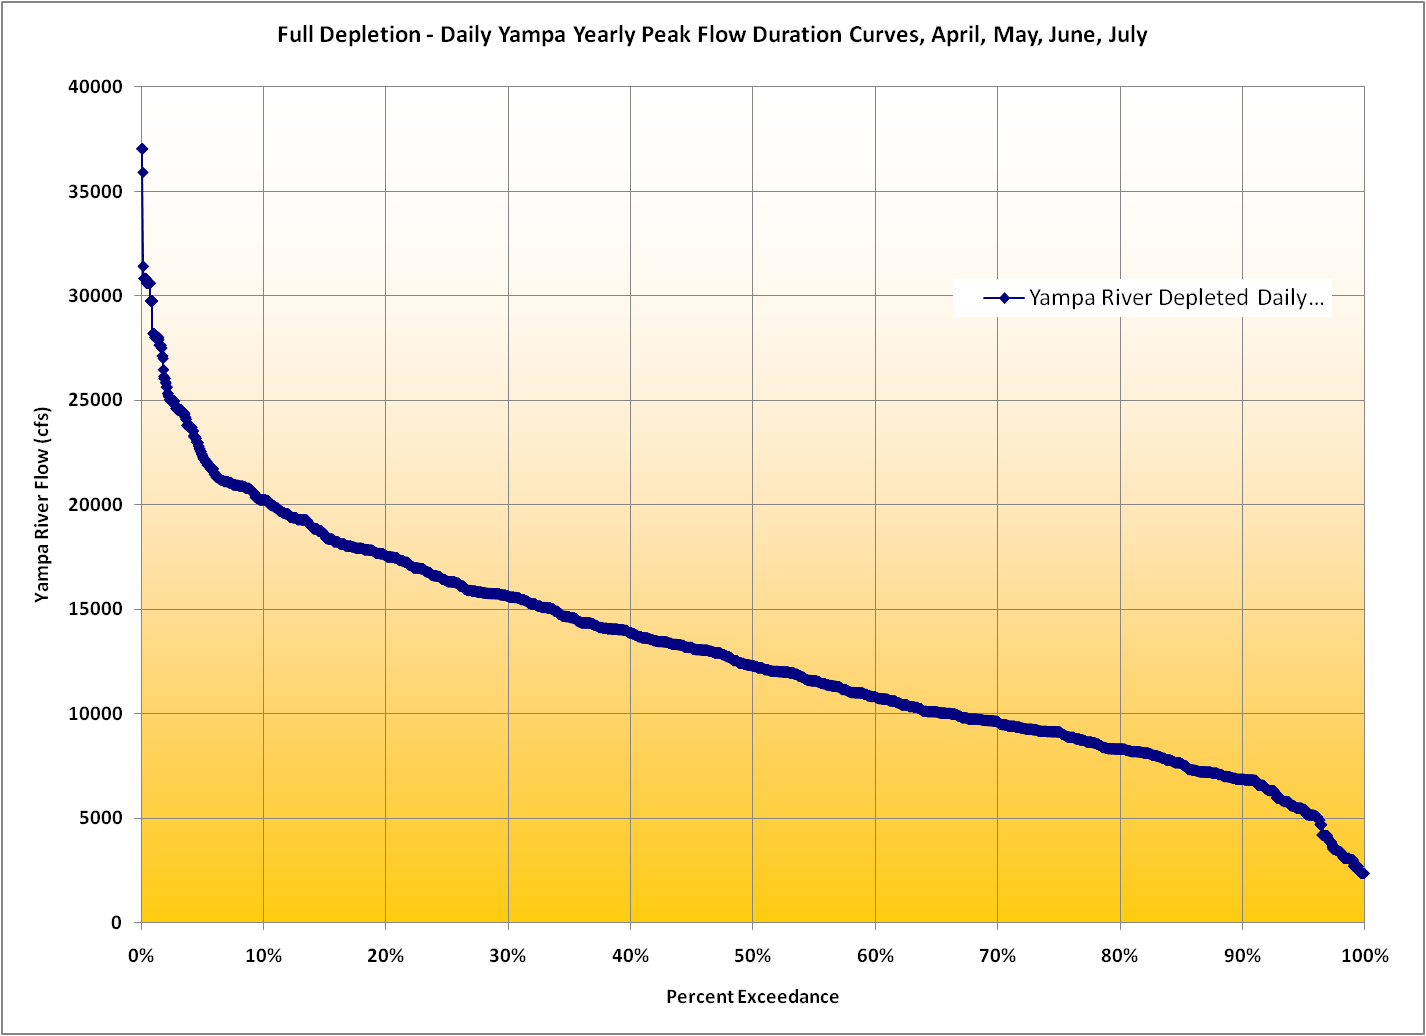 Full Depletion - Daily Yampa Yearly Peak Flow Duration Curves, April, May, June, July
40000
35000
30000
25000
20000
15000
10000
5000
0
Yampa River Flow (cfs)
Yampa River Depleted Daily...
0% 10% 20% 30% 40% 50% 60% 70% 80% 90% 100%
Percent Exceedance